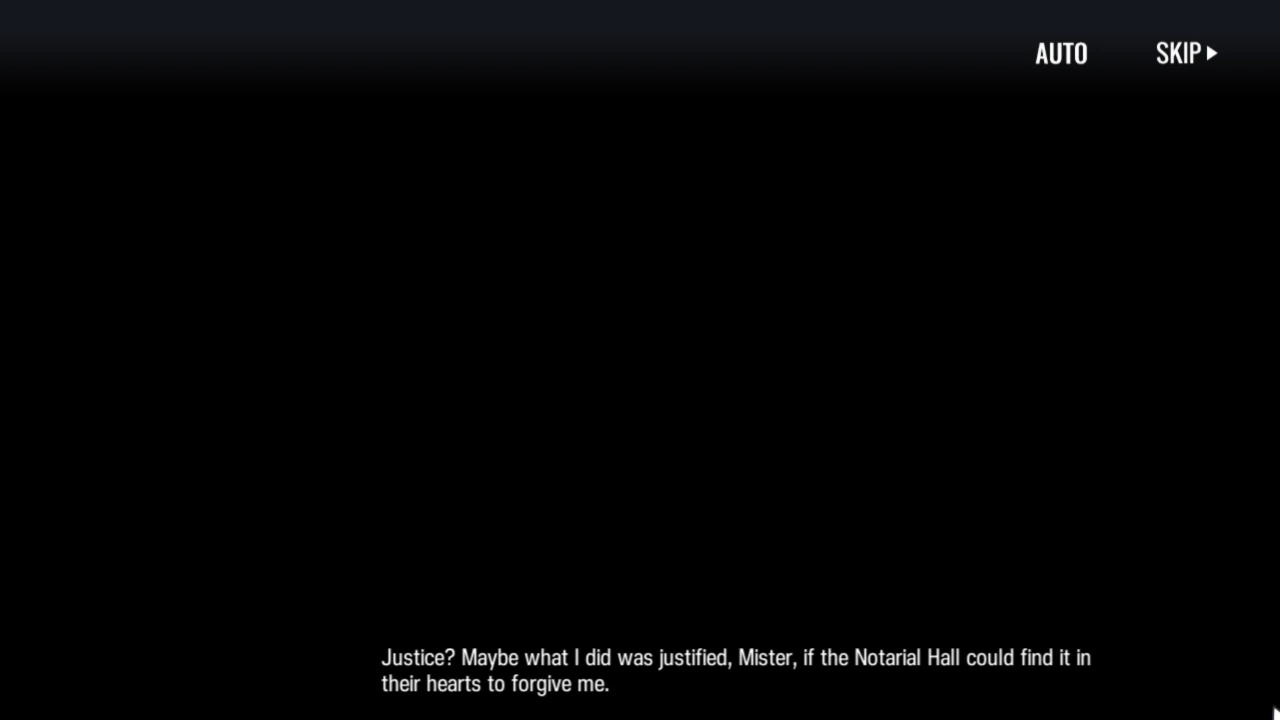 AUTO SKIP
Justice? Maybe what I did was justified, Mister, if the Notarial Hall could find it in
their hearts to forgive me.